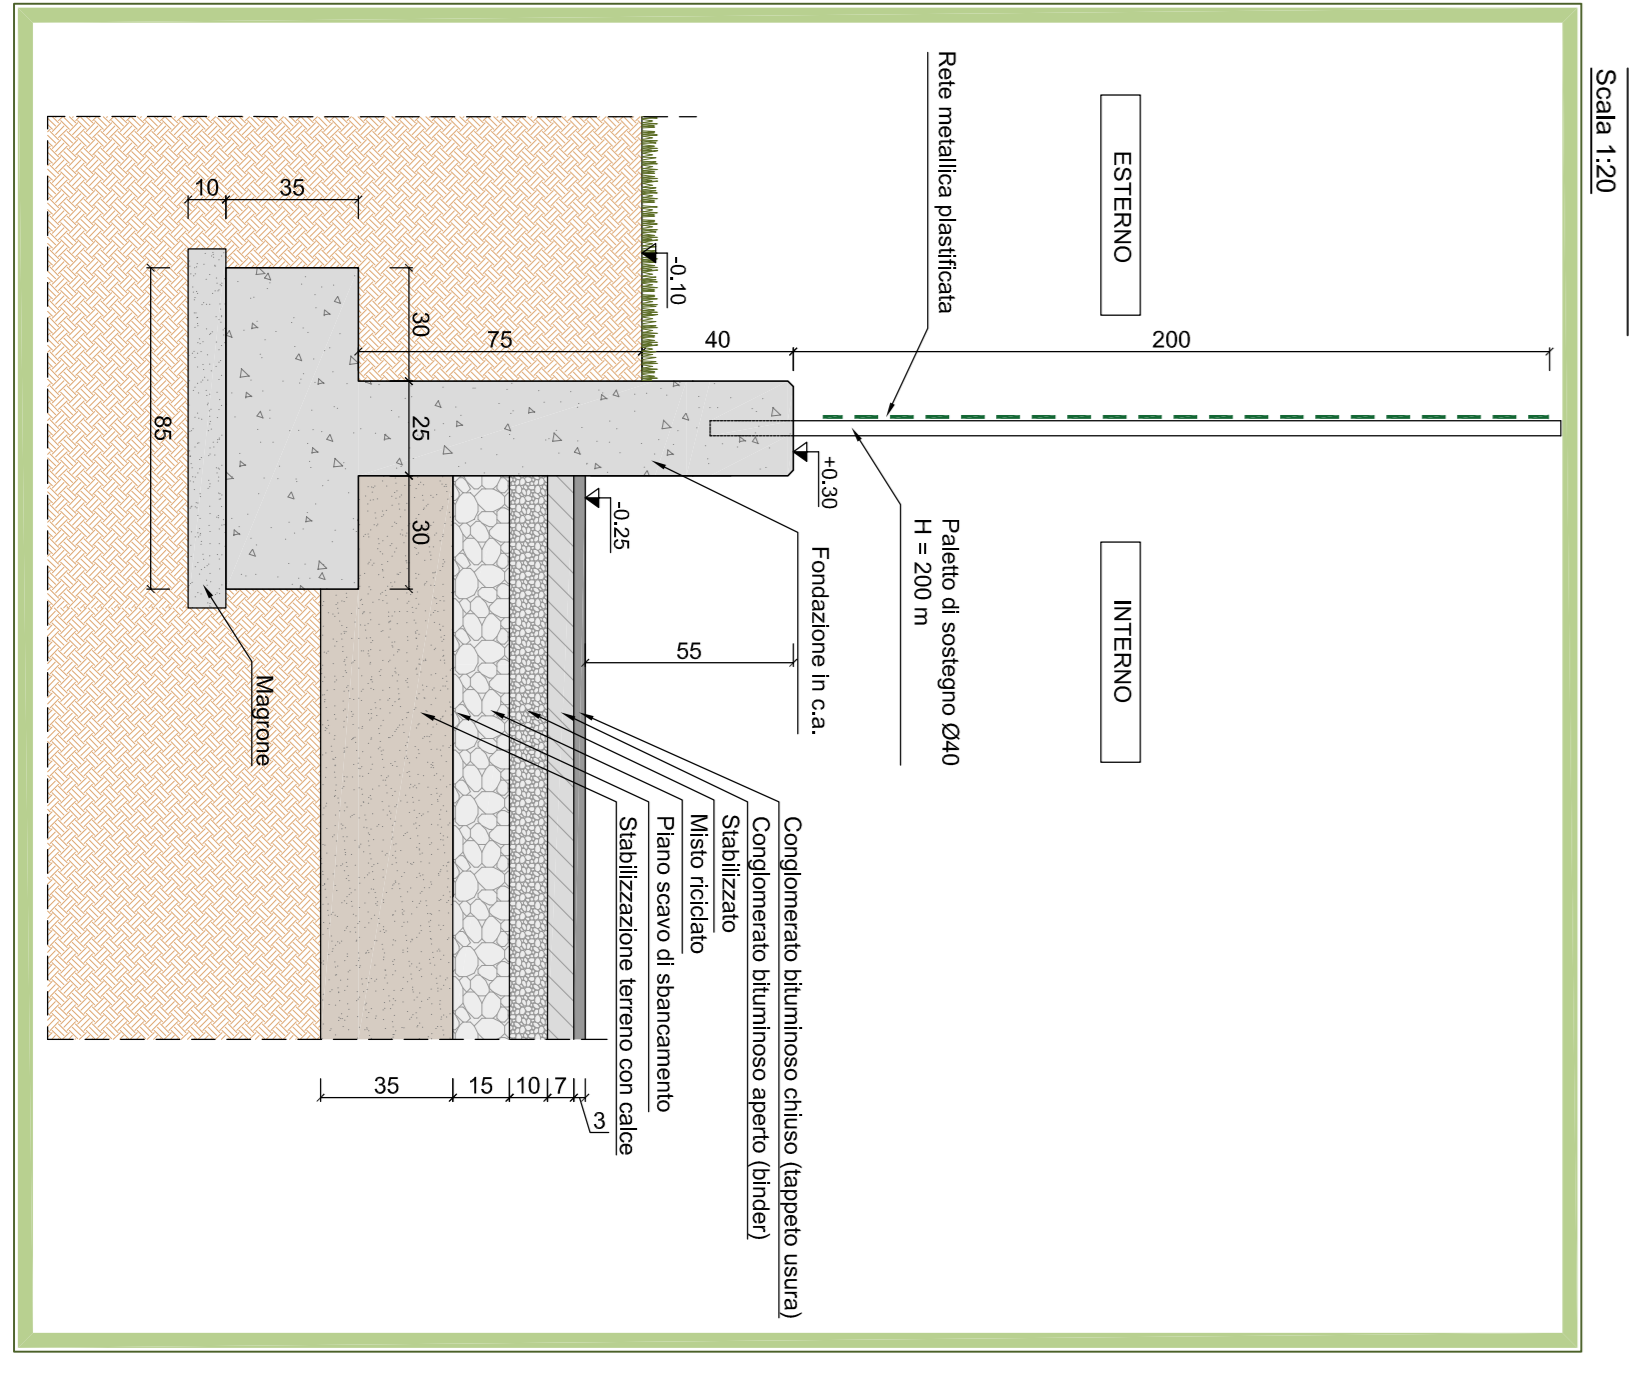 Scala 1:20
ESTERNO
INTERNO
Rete metallica plastificata
Paletto di sostegno Ø40
H = 200 m
Fondazione in c.a.
200
40
75
+0.30
-0.10
-0.25
55
30
25
30
35
10
85
Magrone
Conglomerato bituminoso chiuso (tappeto usura)
Conglomerato bituminoso aperto (binder)
Stabilizzato
Misto riciclato
Piano scavo di sbancamento
Stabilizzazione terreno con calce
3
7
10
15
35